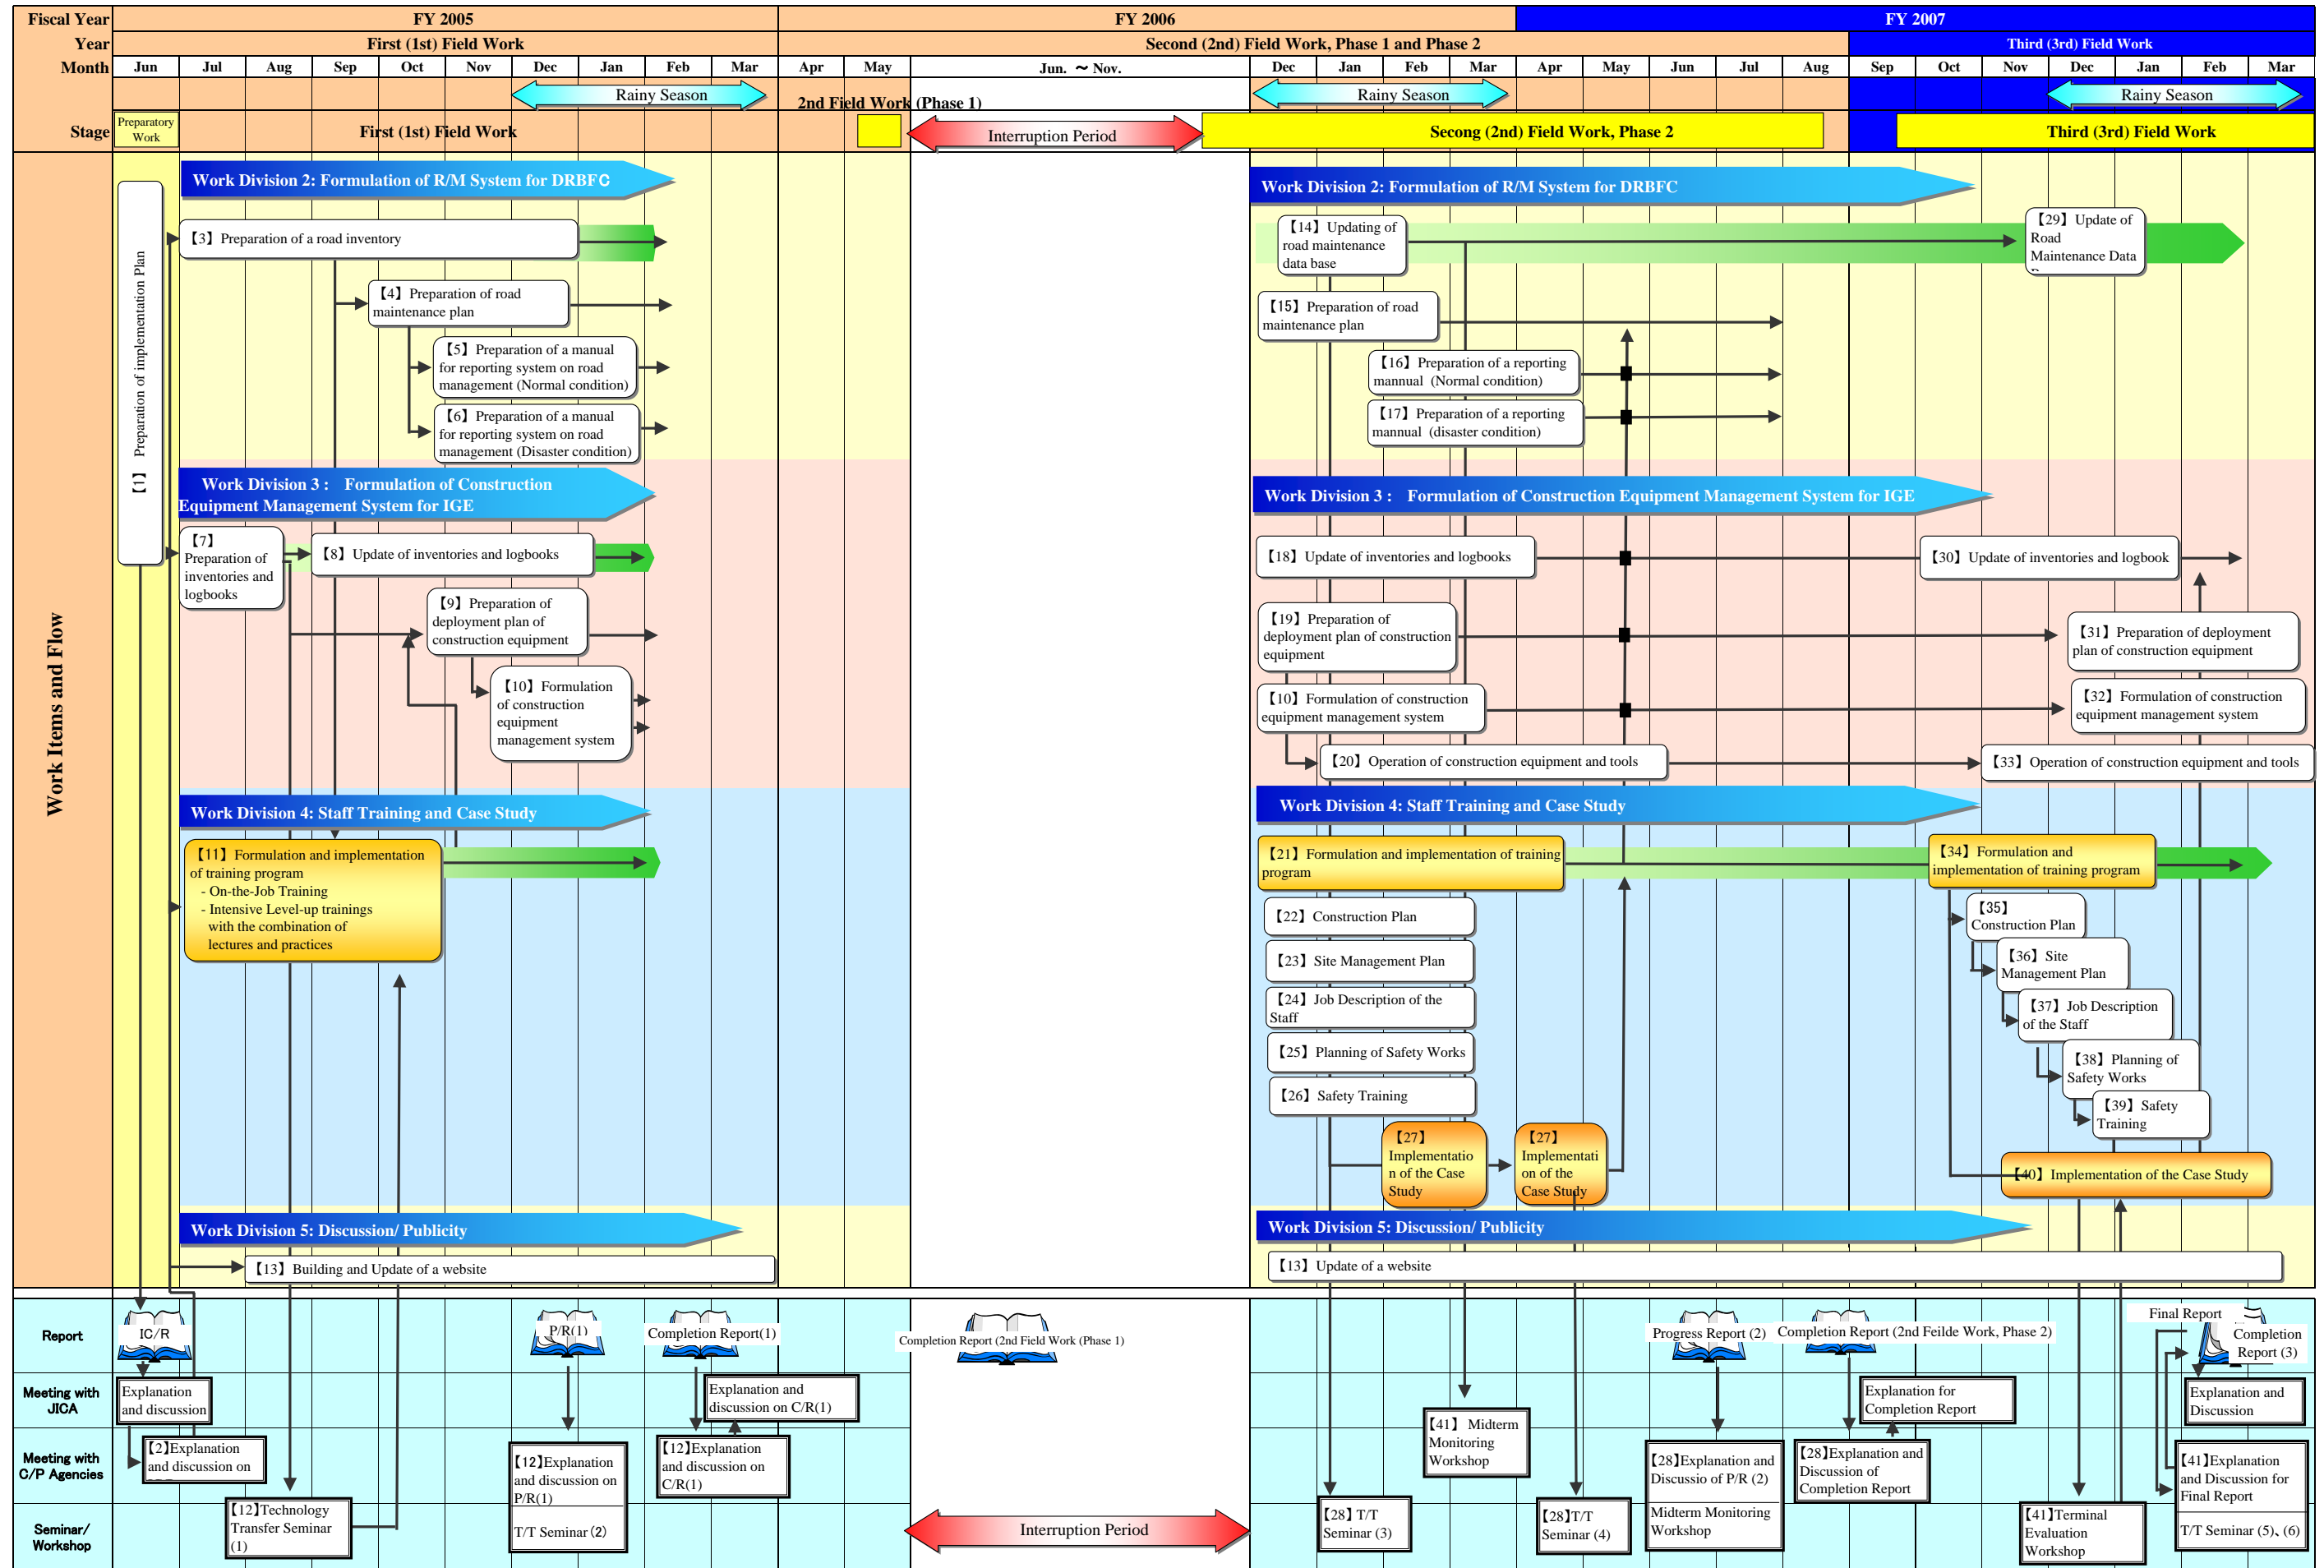 Fiscal Year
FY 2005
FY 2006
FY 2007
Year
First (1st) Field Work
Second (2nd) Field Work, Phase 1 and Phase 2
Third (3rd) Field Work
Month
Jun Jul Aug Sep Oct Nov Dec Jan Feb Mar Apr May Jun. ～ Nov. Dec Jan Feb Mar Apr May Jun Jul Aug Sep Oct Nov Dec Jan Feb Mar
Rainy Season
Rainy Season
Rainy Season
2nd Field Work (Phase 1)
Stage
Preparatory
Work
First (1st) Field Work
Interruption Period
Secong (2nd) Field Work, Phase 2
Third (3rd) Field Work
Work Items and Flow
【1】 Preparation of implementation Plan
Work Division 2: Formulation of R/M System for DRBFC
【3】Preparation of a road inventory
【4】Preparation of road
maintenance plan
【5】Preparation of a manual
for reporting system on road
management (Normal condition)
【6】Preparation of a manual
for reporting system on road
management (Disaster condition)
Work Division 3 : Formulation of Construction
Equipment Management System for IGE
【7】
Preparation of
inventories and
logbooks
【8】Update of inventories and logbooks
【9】Preparation of
deployment plan of
construction equipment
【10】Formulation
of construction
equipment
management system
Work Division 4: Staff Training and Case Study
【11】Formulation and implementation
of training program
- On-the-Job Training
- Intensive Level-up trainings
with the combination of
lectures and practices
Work Division 5: Discussion/ Publicity
【13】Building and Update of a website
Work Division 2: Formulation of R/M System for DRBFC
【14】Updating of
road maintenance
data base
【29】Update of
Road
Maintenance Data
【15】Preparation of road
maintenance plan
【16】Preparation of a reporting
mannual (Normal condition)
【17】Preparation of a reporting
mannual (disaster condition)
Work Division 3 : Formulation of Construction Equipment Management System for IGE
【18】Update of inventories and logbooks
【30】Update of inventories and logbook
【19】Preparation of
deployment plan of construction
equipment
【31】Preparation of deployment
plan of construction equipment
【10】Formulation of construction
equipment management system
【32】Formulation of construction
equipment management system
【20】Operation of construction equipment and tools
【33】Operation of construction equipment and tools
Work Division 4: Staff Training and Case Study
【21】Formulation and implementation of training
program
【34】Formulation and
implementation of training program
【22】Construction Plan
【23】Site Management Plan
【24】Job Description of the
Staff
【25】Planning of Safety Works
【26】Safety Training
【27】
Implementatio
n of the Case
Study
【27】
Implementati
on of the
Case Study
【35】
Construction Plan
【36】Site
Management Plan
【37】Job Description
of the Staff
【38】Planning of
Safety Works
【39】Safety
Training
【40】Implementation of the Case Study
Work Division 5: Discussion/ Publicity
【13】Update of a website
Report
IC/R
P/R(1)
Completion Report(1)
Completion Report (2nd Field Work (Phase 1)
Progress Report (2)
Completion Report (2nd Feilde Work, Phase 2)
Final Report
Completion
Report (3)
Meeting with
JICA
Explanation
and discussion
Explanation and
discussion on C/R(1)
Explanation for
Completion Report
Explanation and
Discussion
Meeting with
C/P Agencies
【2】Explanation
and discussion on
【12】Explanation
and discussion on
P/R(1)
T/T Seminar (2)
【12】Explanation
and discussion on
C/R(1)
【41】 Midterm
Monitoring
Workshop
【28】Explanation and
Discussio of P/R (2)
Midterm Monitoring
Workshop
【28】Explanation and
Discussion of
Completion Report
【41】Explanation
and Discussion for
Final Report
T/T Seminar (5)、(6)
Seminar/
Workshop
【12】Technology
Transfer Seminar
(1)
Interruption Period
【28】T/T
Seminar (3)
【28】T/T
Seminar (4)
【41】Terminal
Evaluation
Workshop